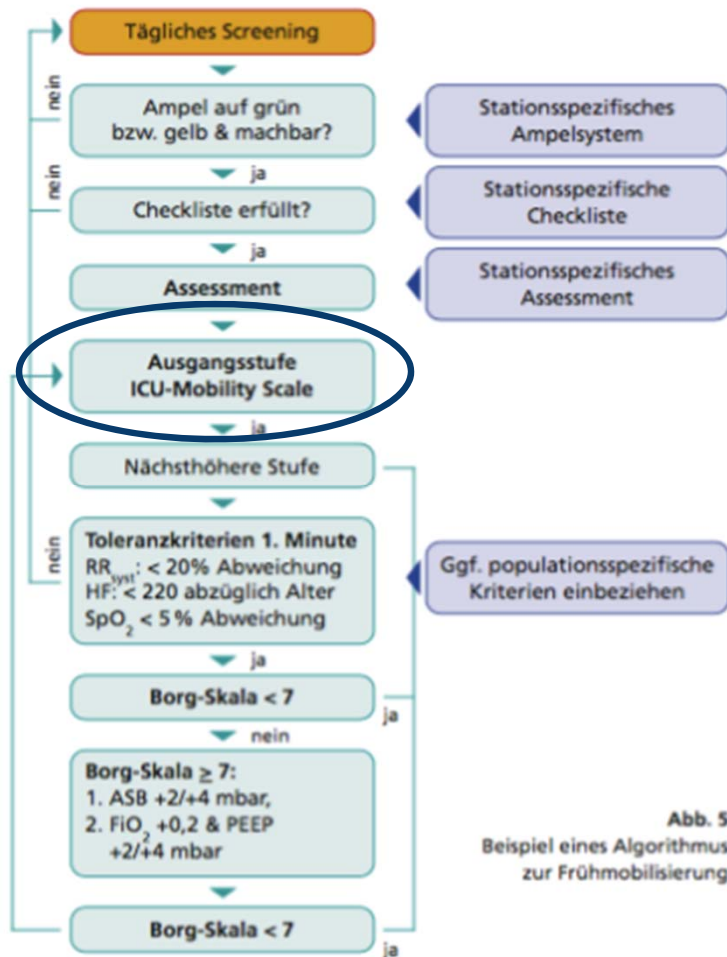 Tägliches Screening
nein
Ampel auf grün
bzw. gelb & machbar?
Stationsspezifisches
Ampelsystem
ja
nein
Checkliste erfüllt?
Stationsspezifische
Checkliste
ja
Assessment
Stationsspezifisches
Assessment
Ausgangsstufe
ICU-Mobility Scale
ja
Nächsthöhere Stufe
nein
Toleranzkriterien 1. Minute
RRsyst: < 20% Abweichung
HF: < 220 abzüglich Alter
SpO2 < 5 % Abweichung
Ggf. populationsspezifische
Kriterien einbeziehen
ja
Borg-Skala < 7
ja
nein
Borg-Skala ≥ 7:
1. ASB +2/+4 mbar,
2. FiO2 +0,2 & PEEP
+2/+4 mbar
Abb. 5
Beispiel eines Algorithmus
zur Frühmobilisierung
Borg-Skala < 7
ja